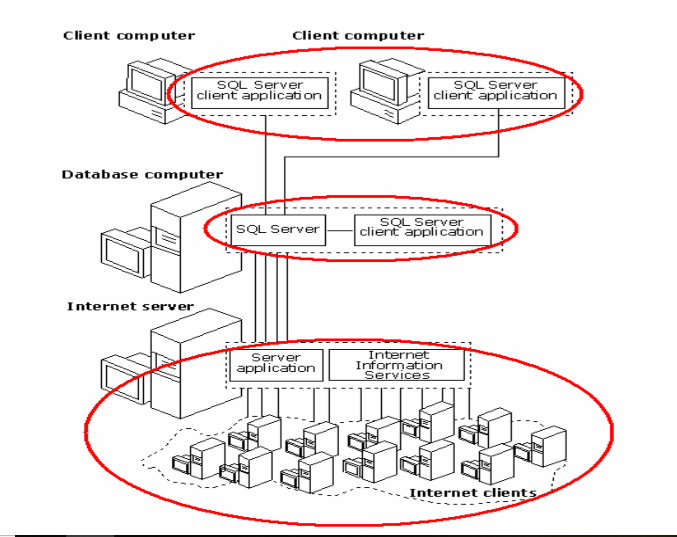 Client computer
Client computer
SQL Server
client application
SQL Server
client application
Database computer
SQL Server
SQL Server
client application
Internet server
Server
application
Internet
Information
Services
Internet clients